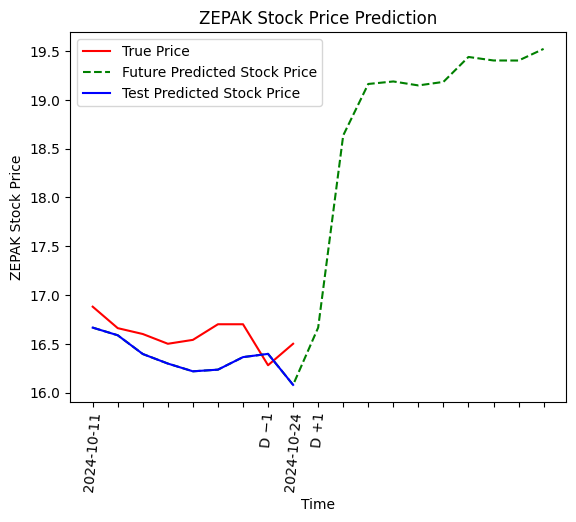 ZEPAK Stock Price Prediction
True Price
Future Predicted Stock Price
Test Predicted Stock Price
ZEPAK Stock Price
19.5
19.0
18.5
18.0
17.5
17.0
16.5
16.0
2024-10-11
D −1
2024-10-24
D +1
Time